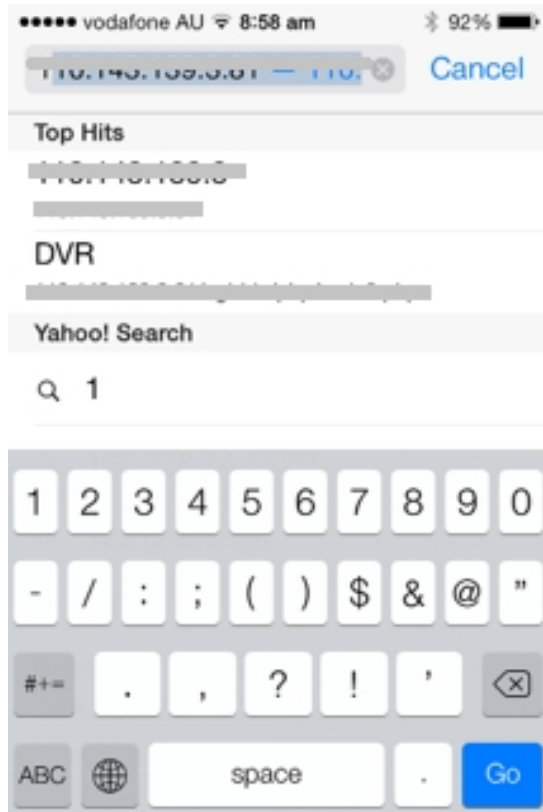 vodafone AU 8:58 am 92%
Cancel
Top Hits
DVR
Yahoo! Search
1
1 2 3 4 5 6 7 8 9 0
- / : ; ( ) $ & @ "
#+= . , ? ! '
ABC space . Go